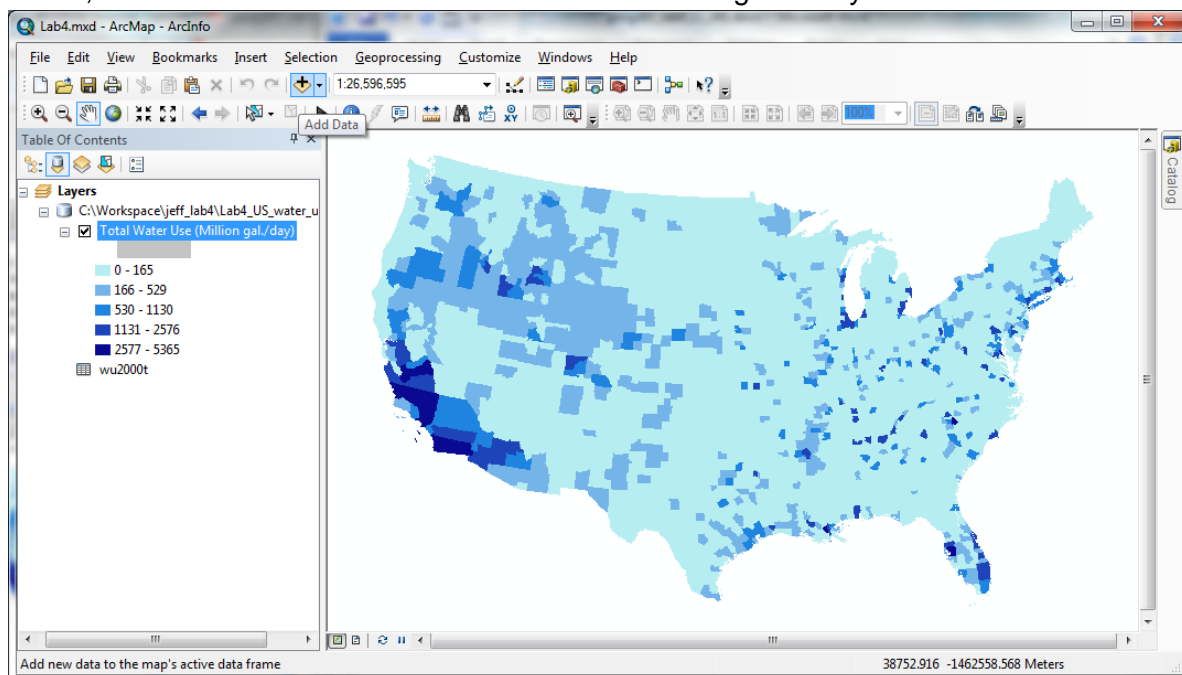 Lab4.mxd - ArcMap - ArcInfo
File Edit View Bookmarks Insert Selection Geoprocessing Customize Windows Help
1:26,596,595
100%
Add Data
Table Of Contents
Catalog
Layers
C:\Workspace\jeff_lab4\Lab4_US_water_u
Total Water Use (Million gal./day)
0 - 165
166 - 529
530 - 1130
1131 - 2576
2577 - 5365
wu2000t
Add new data to the map's active data frame
38752.916 -1462558.568 Meters